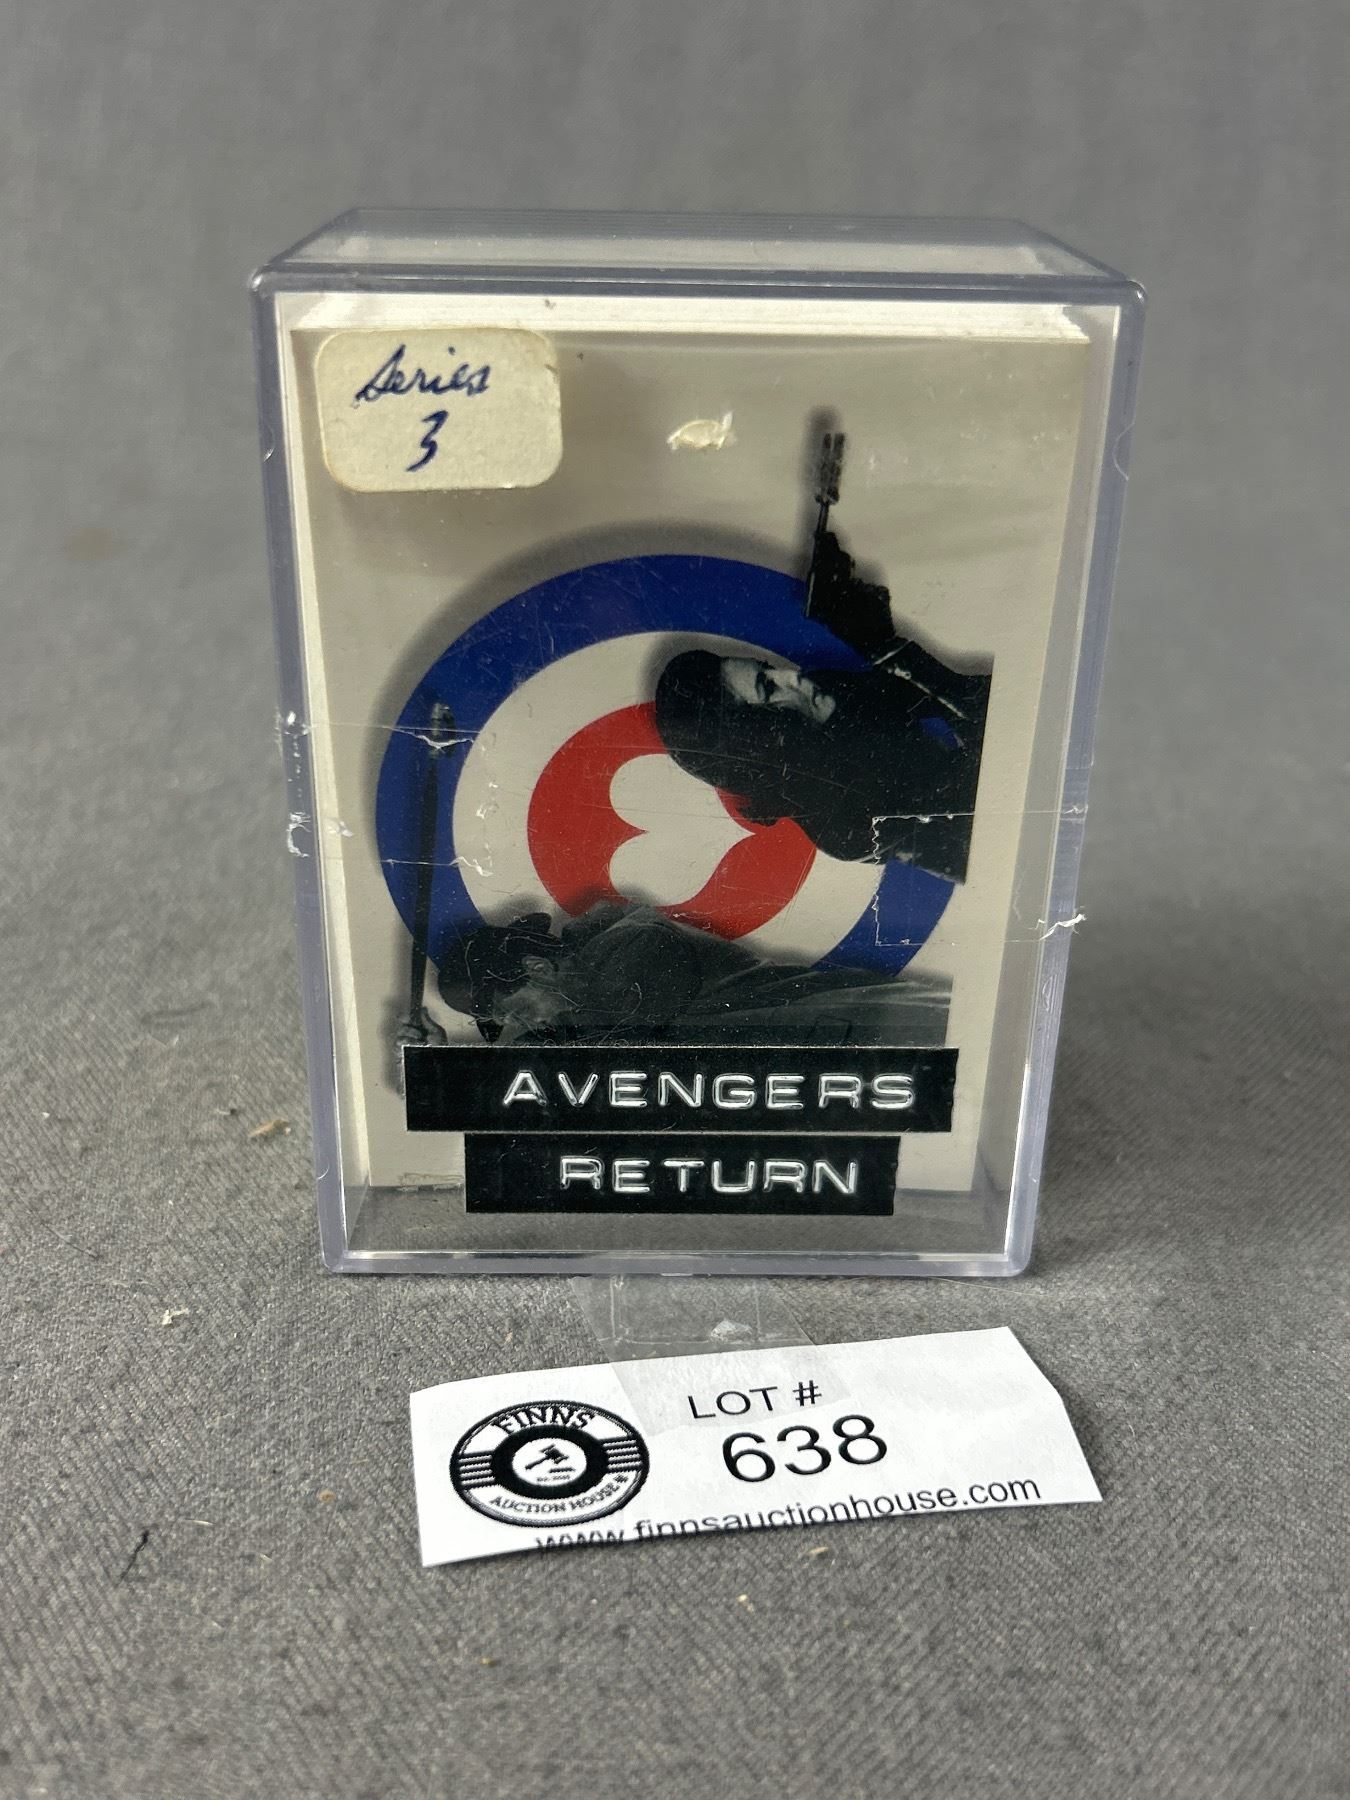 Series
3
AVENGERS
RETURN
FINNS
AUCTION HOUSE
LOT #
638
www.finnsauctionhouse.com